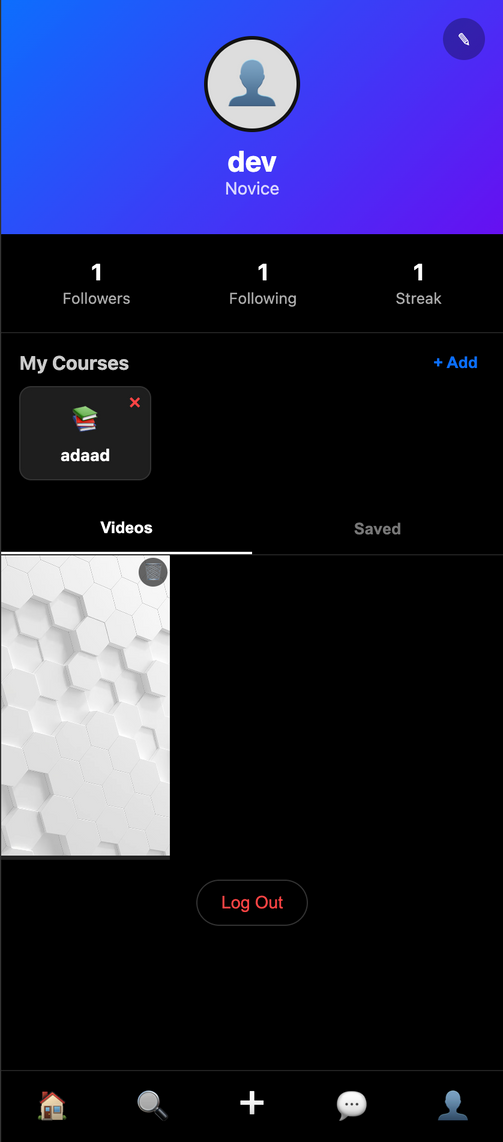 dev
Novice
1
Followers
1
Following
1
Streak
My Courses
+ Add
adaad
Videos
Saved
Log Out